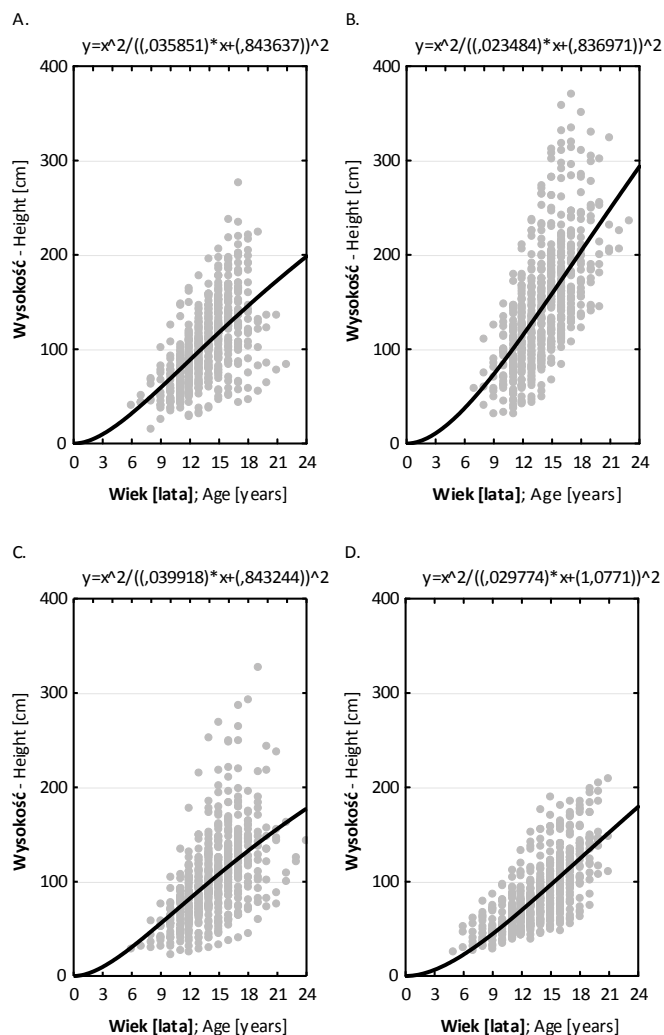 A.
y=x^2/((,035851)*x+(,843637))^2
400
300
200
100
0
Wysokość - Height [cm]
0 3 6 9 12 15 18 21 24
Wiek [lata]; Age [years]
B.
y=x^2/((,023484)*x+(,836971))^2
400
300
200
100
0
Wysokość - Height [cm]
0 3 6 9 12 15 18 21 24
Wiek [lata]; Age [years]
C.
y=x^2/((,039918)*x+(,843244))^2
400
300
200
100
0
Wysokość - Height [cm]
0 3 6 9 12 15 18 21 24
Wiek [lata]; Age [years]
D.
y=x^2/((,029774)*x+(1,0771))^2
400
300
200
100
0
Wysokość - Height [cm]
0 3 6 9 12 15 18 21 24
Wiek [lata]; Age [years]